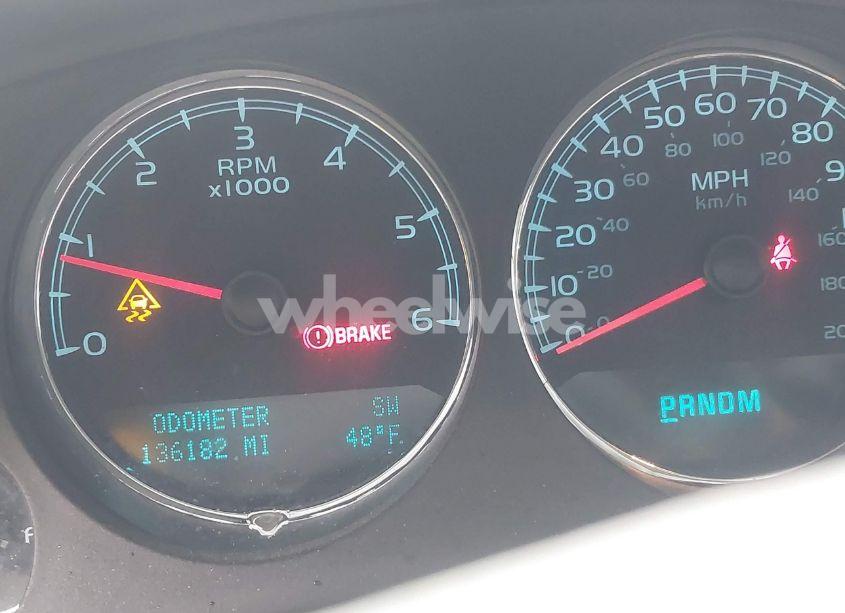 0 1 2 3 4 5 6
RPM
x1000
BRAKE
ODOMETER SW
136182 MI 48°F
0 10 20 30 40 50 60 70 80
0 20 40 60 80 100 120 140 160
MPH
km/h
PRNDM
F
wheelwise